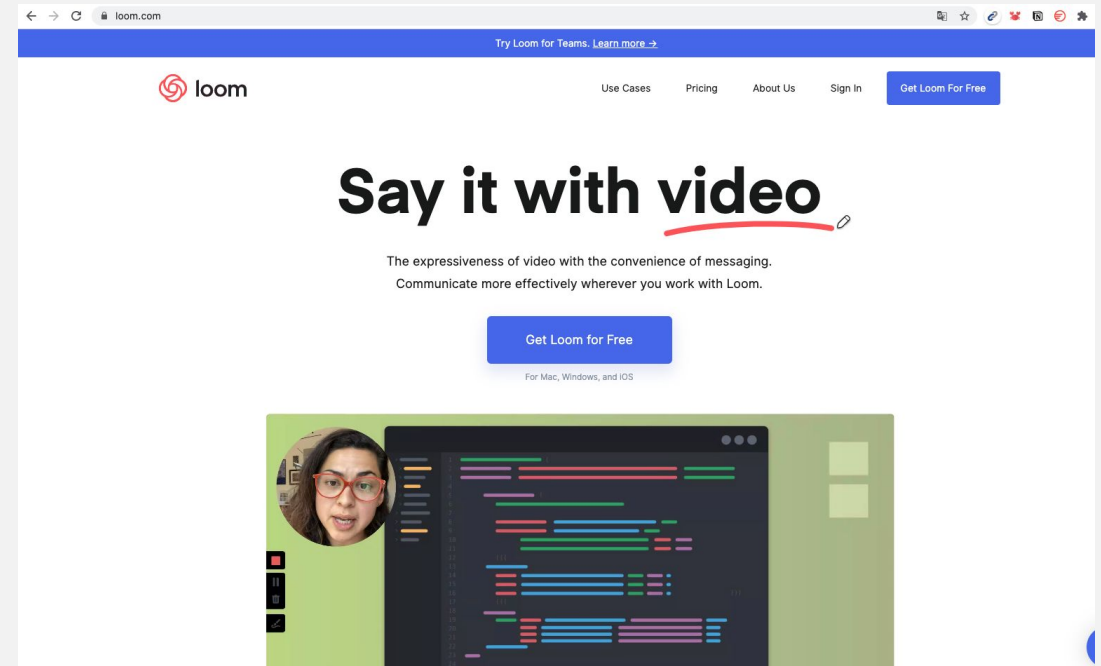 loom.com
Try Loom for Teams. Learn more →
loom
Use Cases Pricing About Us Sign In Get Loom For Free
Say it with video
The expressiveness of video with the convenience of messaging.
Communicate more effectively wherever you work with Loom.
Get Loom for Free
For Mac, Windows, and iOS